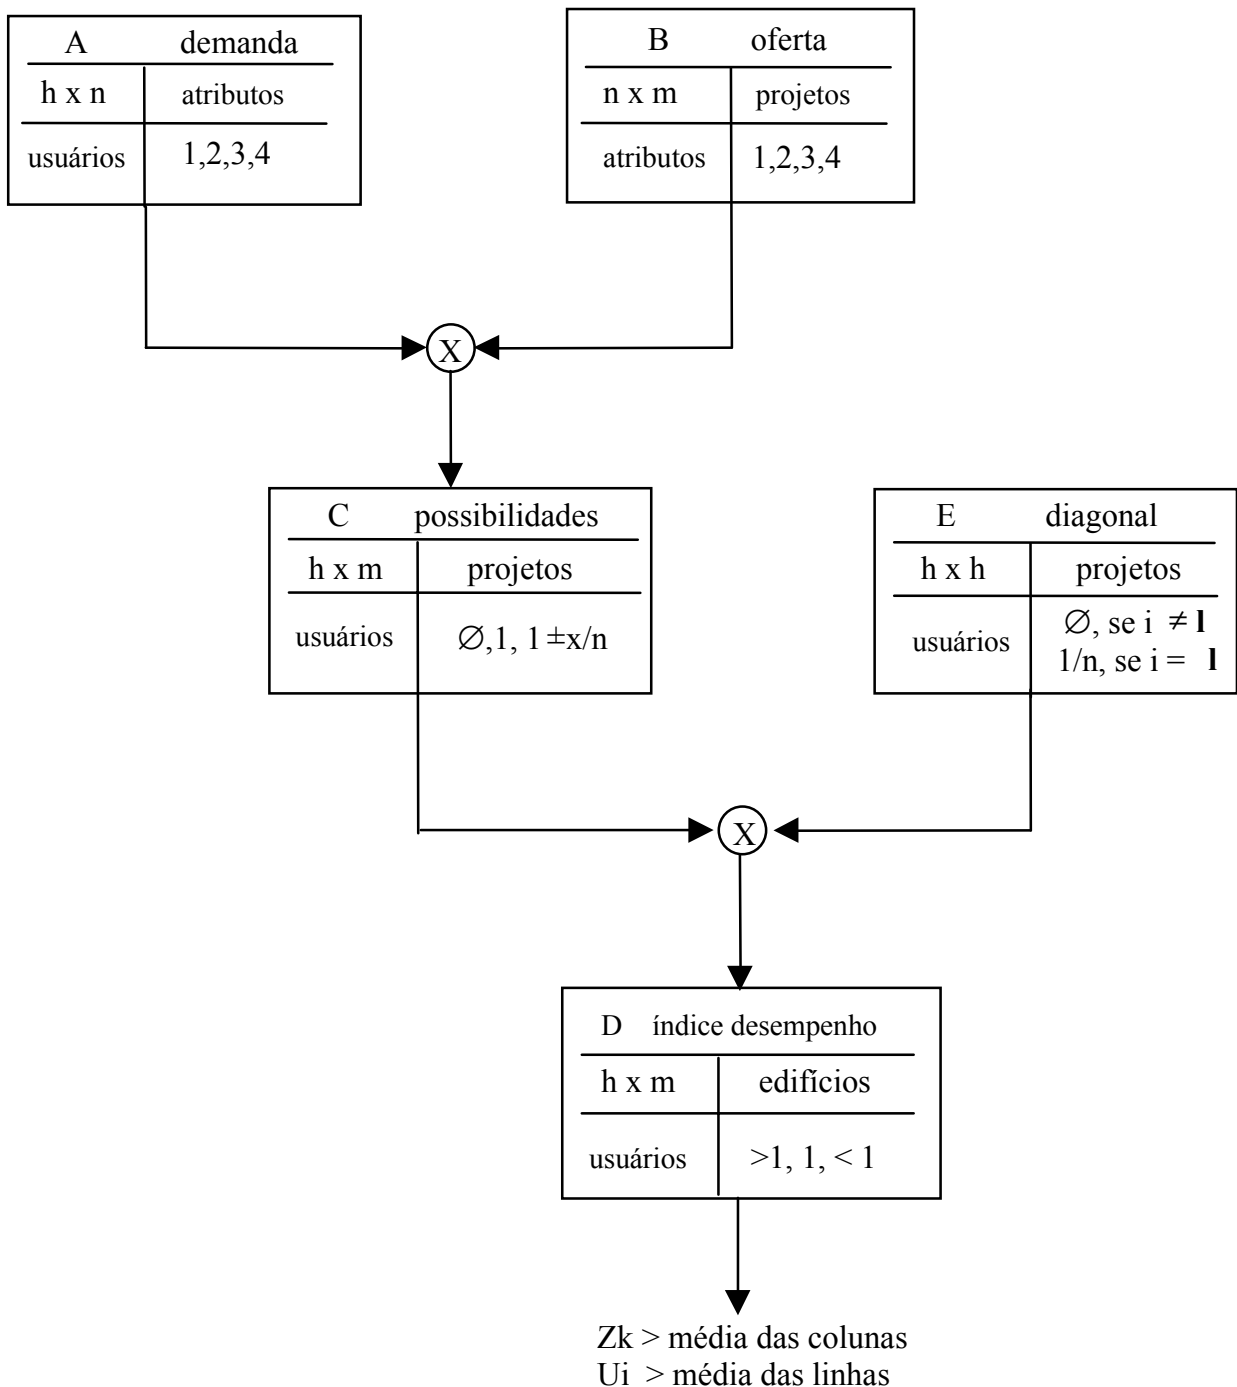 A demanda
h x n atributos
usuários 1,2,3,4
B oferta
n x m projetos
atributos 1,2,3,4
X
C possibilidades
h x m projetos
usuários ∅,1, 1 ±x/n
E diagonal
h x h projetos
usuários ∅, se i ≠ l
1/n, se i = l
X
D índice desempenho
h x m edifícios
usuários >1, 1, < 1
Zk > média das colunas
Ui > média das linhas